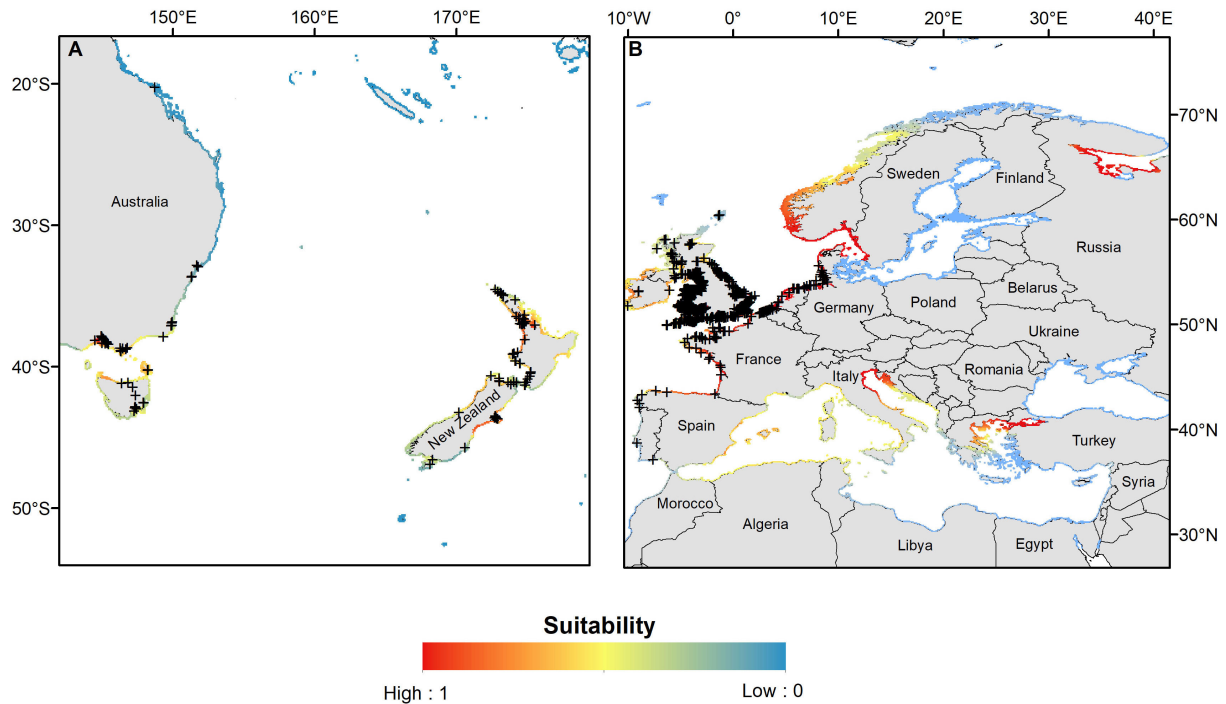 150°E 160°E 170°E
10°W 0° 10°E 20°E 30°E 40°E
A
20°S
30°S
40°S
50°S
Australia
New Zealand
B
70°N
60°N
50°N
40°N
30°N
Sweden
Finland
Russia
Germany
Poland
Belarus
Ukraine
France
Italy
Romania
Spain
Turkey
Syria
Morocco
Algeria
Libya
Egypt
Suitability
High : 1
Low : 0